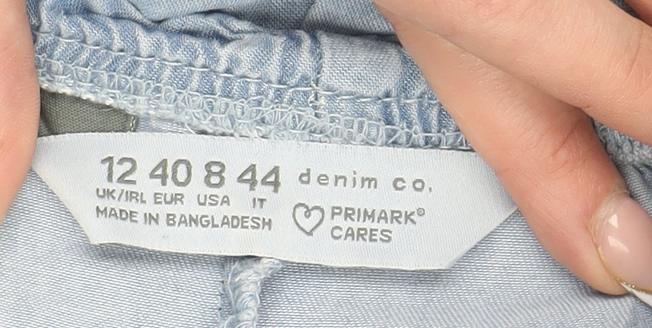 12 40 8 44 denim co.
UK/IRL EUR USA IT
MADE IN BANGLADESH
PRIMARK®
CARES